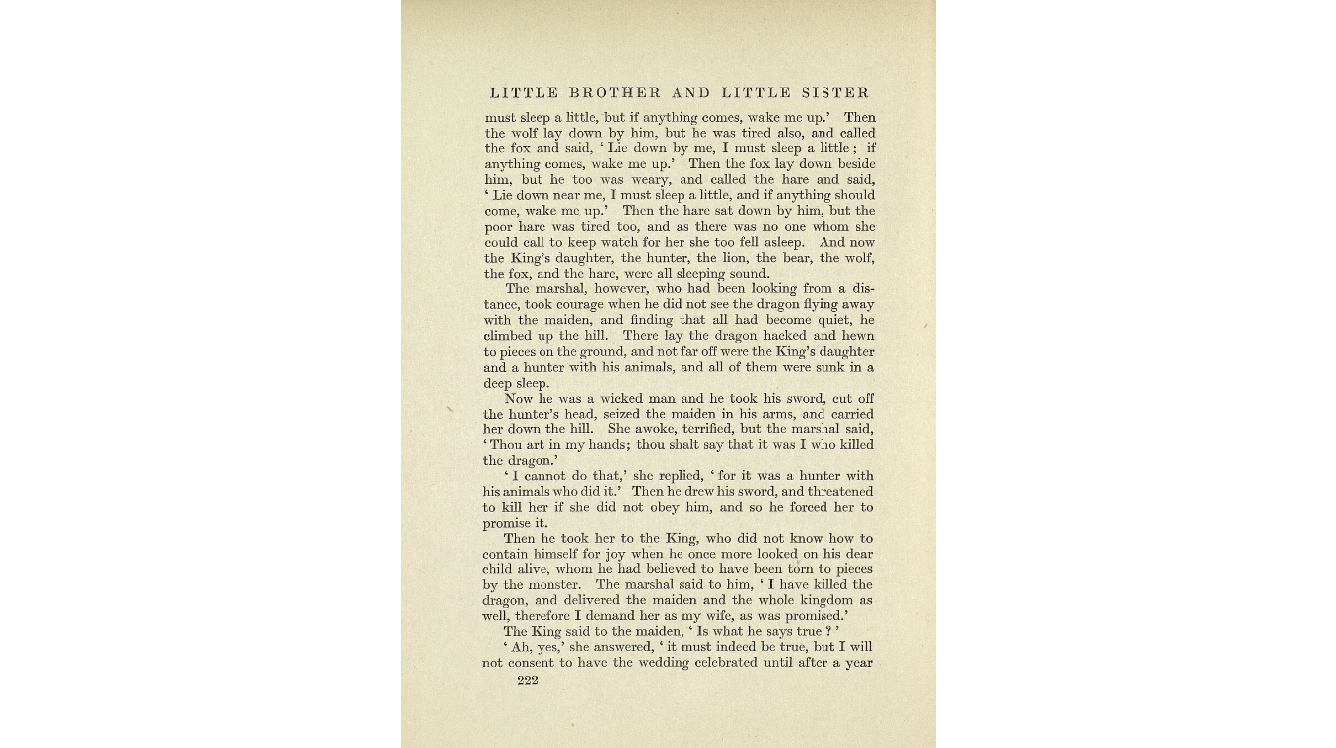 LITTLE BROTHER AND LITTLE SISTER
must sleep a little, but if anything comes, wake me up.’ Then
the wolf lay down by him, but he was tired also, and called
the fox and said, ‘ Lie down by me, I must sleep a little ; if
anything comes, wake me up.’ Then the fox lay down beside
him, but he too was weary, and called the hare and said,
‘ Lie down near me, I must sleep a little, and if anything should
come, wake me up.’ Then the hare sat down by him, but the
poor hare was tired too, and as there was no one whom she
could call to keep watch for her she too fell asleep. And now
the King’s daughter, the hunter, the lion, the bear, the wolf,
the fox, and the hare, were all sleeping sound.
The marshal, however, who had been looking from a dis-
tance, took courage when he did not see the dragon flying away
with the maiden, and finding that all had become quiet, he
climbed up the hill. There lay the dragon hacked and hewn
to pieces on the ground, and not far off were the King’s daughter
and a hunter with his animals, and all of them were sunk in a
deep sleep.
Now he was a wicked man and he took his sword, cut off
the hunter’s head, seized the maiden in his arms, and carried
her down the hill. She awoke, terrified, but the marshal said,
‘ Thou art in my hands ; thou shalt say that it was I who killed
the dragon.’
‘ I cannot do that,’ she replied, ‘ for it was a hunter with
his animals who did it.’ Then he drew his sword, and threatened
to kill her if she did not obey him, and so he forced her to
promise it.
Then he took her to the King, who did not know how to
contain himself for joy when he once more looked on his dear
child alive, whom he had believed to have been torn to pieces
by the monster. The marshal said to him, ‘ I have killed the
dragon, and delivered the maiden and the whole kingdom as
well, therefore I demand her as my wife, as was promised.’
The King said to the maiden, ‘ Is what he says true ? ’
‘ Ah, yes,’ she answered, ‘ it must indeed be true, but I will
not consent to have the wedding celebrated until after a year
222